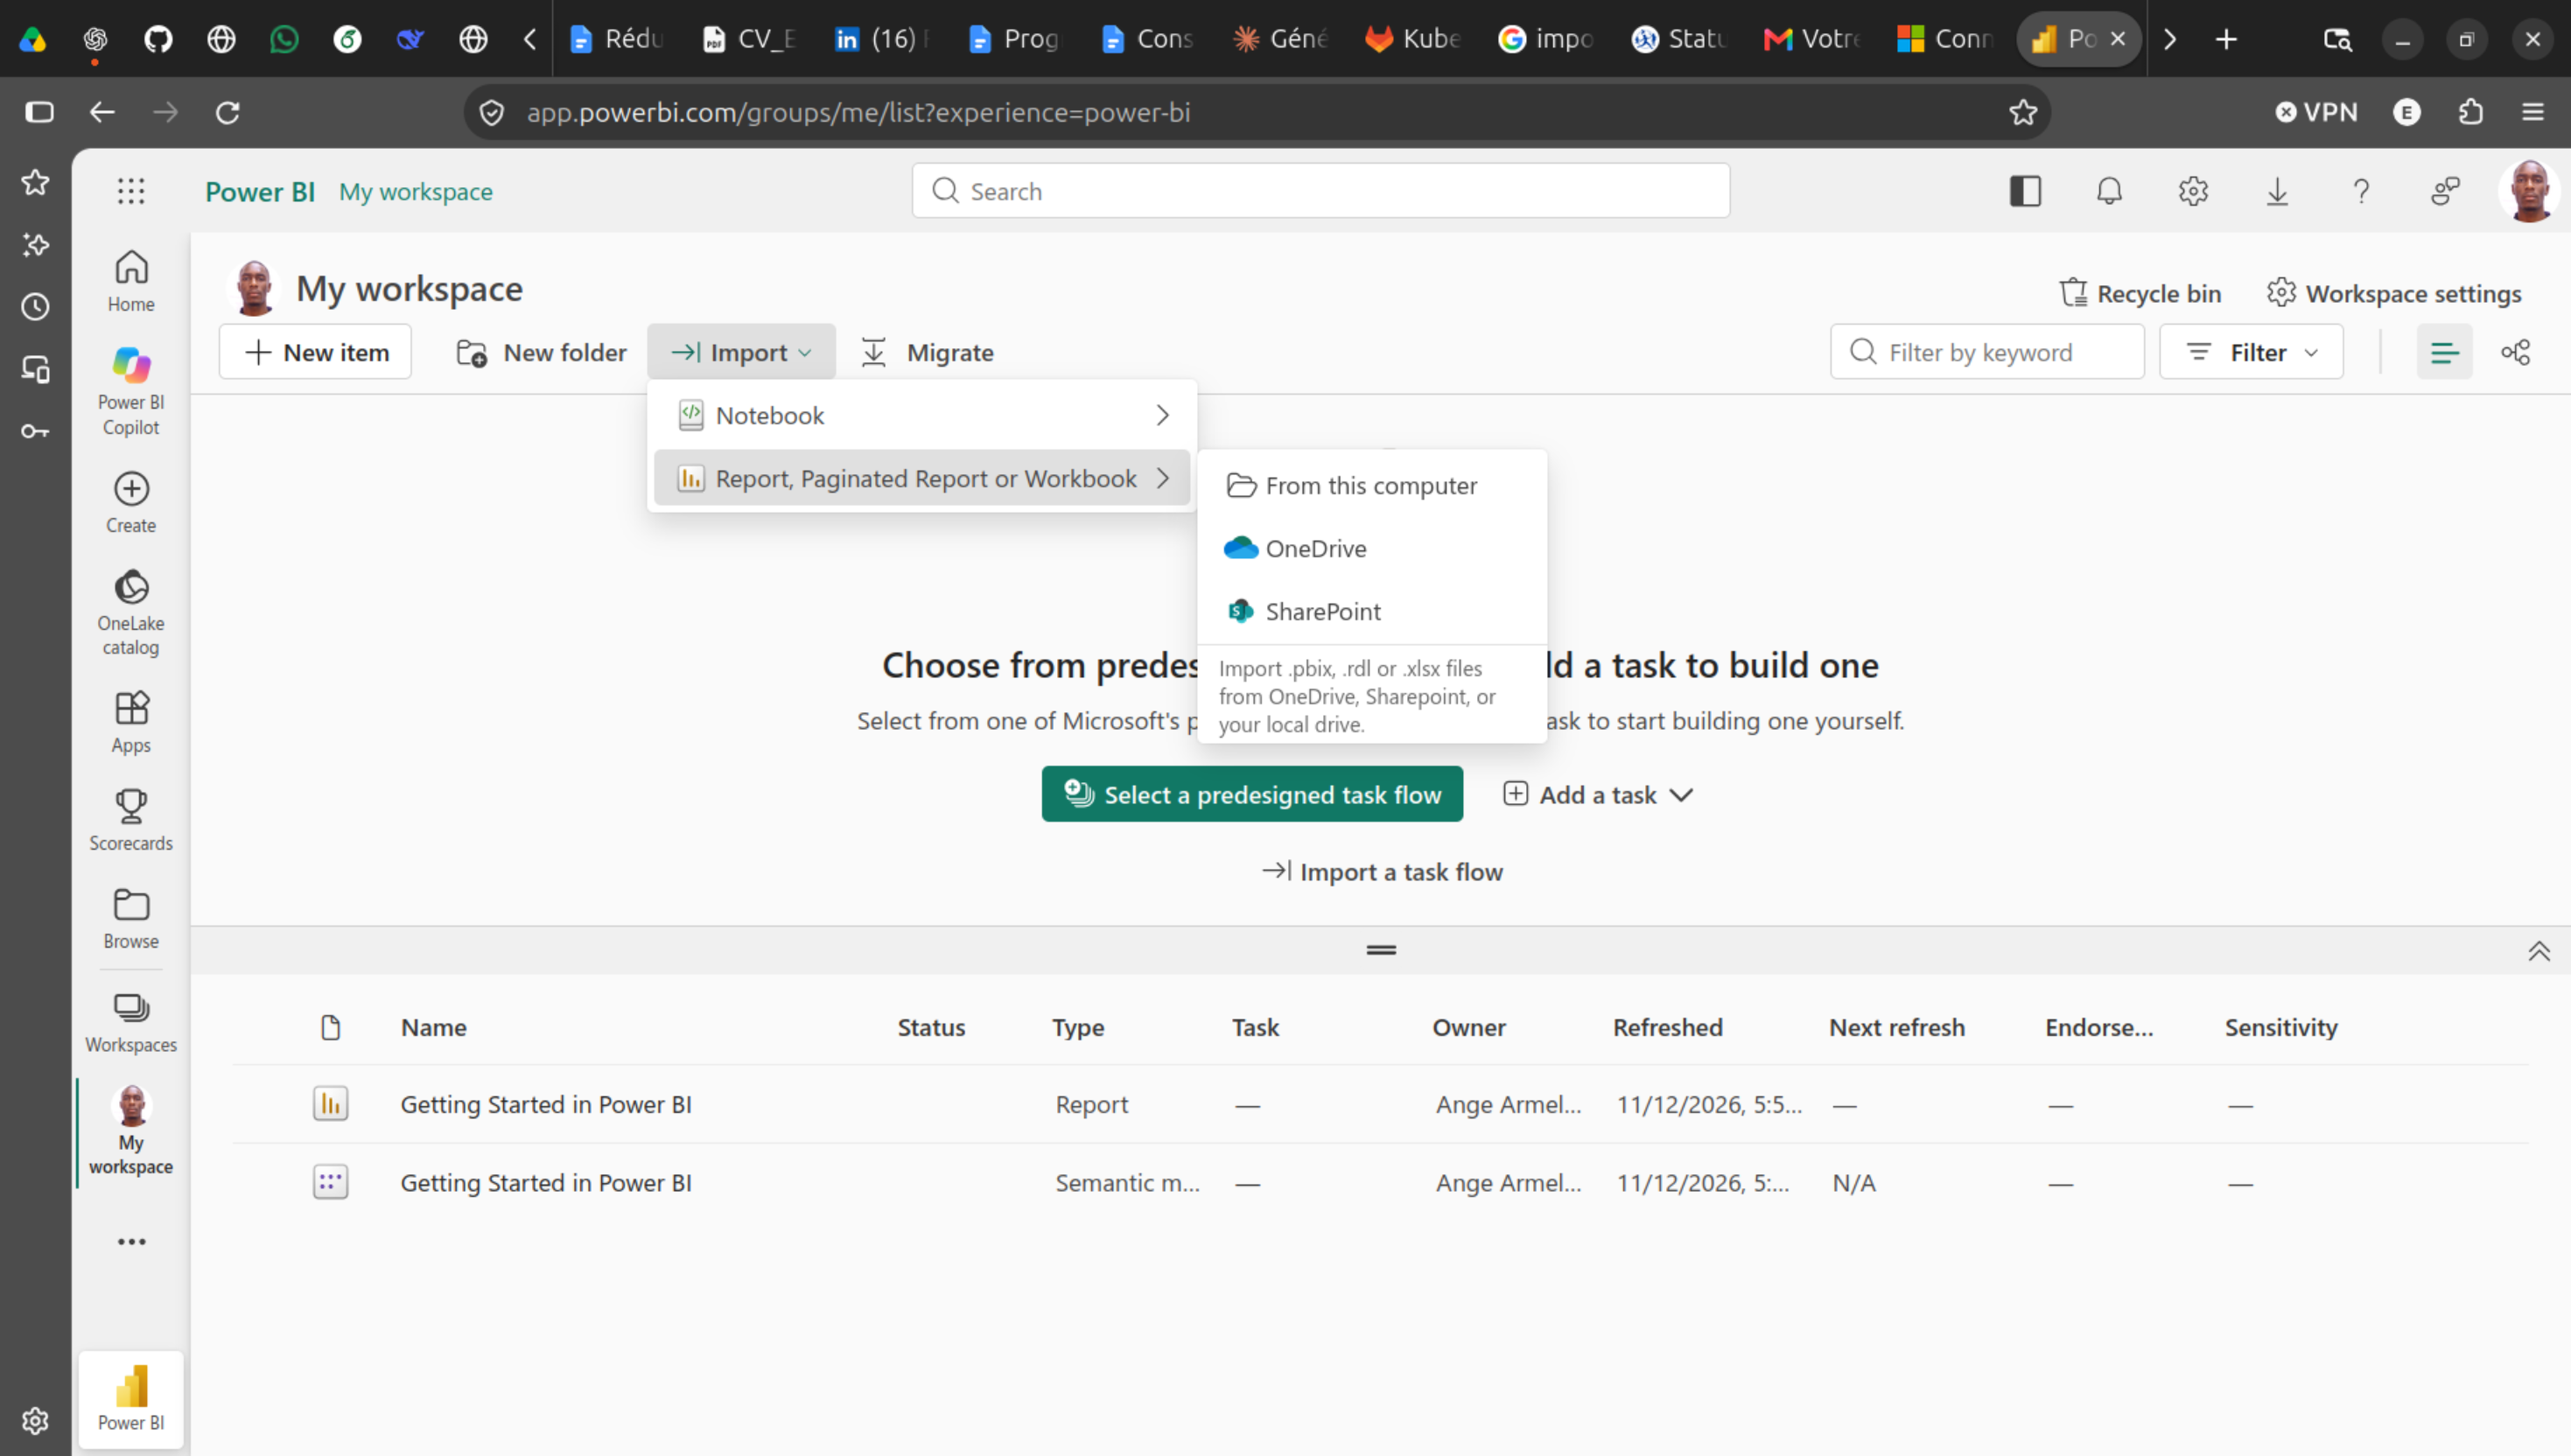 Rédu
CV_E
(16) F
Prog
Cons
Géné
Kube
impo
Statu
Votre
Conn
Po
app.powerbi.com/groups/me/list?experience=power-bi
VPN
E
Power BI My workspace
Search
Home
Power BI
Copilot
Create
OneLake
catalog
Apps
Scorecards
Browse
Workspaces
My
workspace
Power BI
My workspace
Recycle bin
Workspace settings
New item
New folder
Import
Migrate
Filter by keyword
Filter
Notebook
Report, Paginated Report or Workbook
From this computer
OneDrive
SharePoint
Import .pbix, .rdl or .xlsx files
from OneDrive, Sharepoint, or
your local drive.
Choose from predes ld a task to build one
Select from one of Microsoft's p ask to start building one yourself.
Select a predesigned task flow
Add a task
Import a task flow
Name Status Type Task Owner Refreshed Next refresh Endorse... Sensitivity
Getting Started in Power BI Report — Ange Armel... 11/12/2026, 5:5... — — —
Getting Started in Power BI Semantic m... — Ange Armel... 11/12/2026, 5:... N/A — —